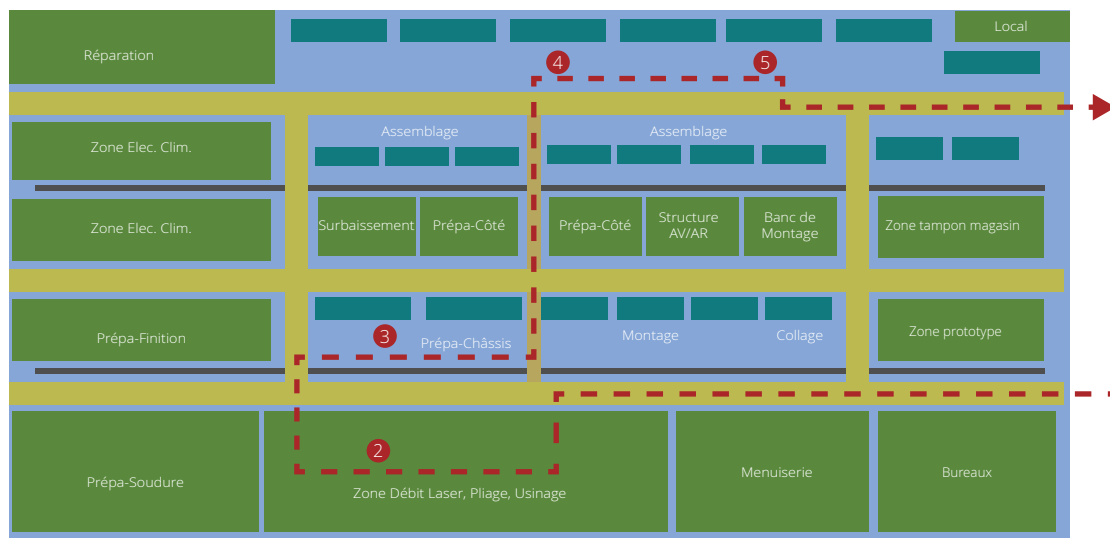 Réparation
Local
4
5
Zone Elec. Clim.
Assemblage
Assemblage
Zone Elec. Clim.
Surbaissement
Prépa-Côté
Prépa-Côté
Structure
AV/AR
Banc de
Montage
Zone tampon magasin
Prépa-Finition
3
Prépa-Châssis
Montage
Collage
Zone prototype
Prépa-Soudure
2
Zone Débit Laser, Pliage, Usinage
Menuiserie
Bureaux